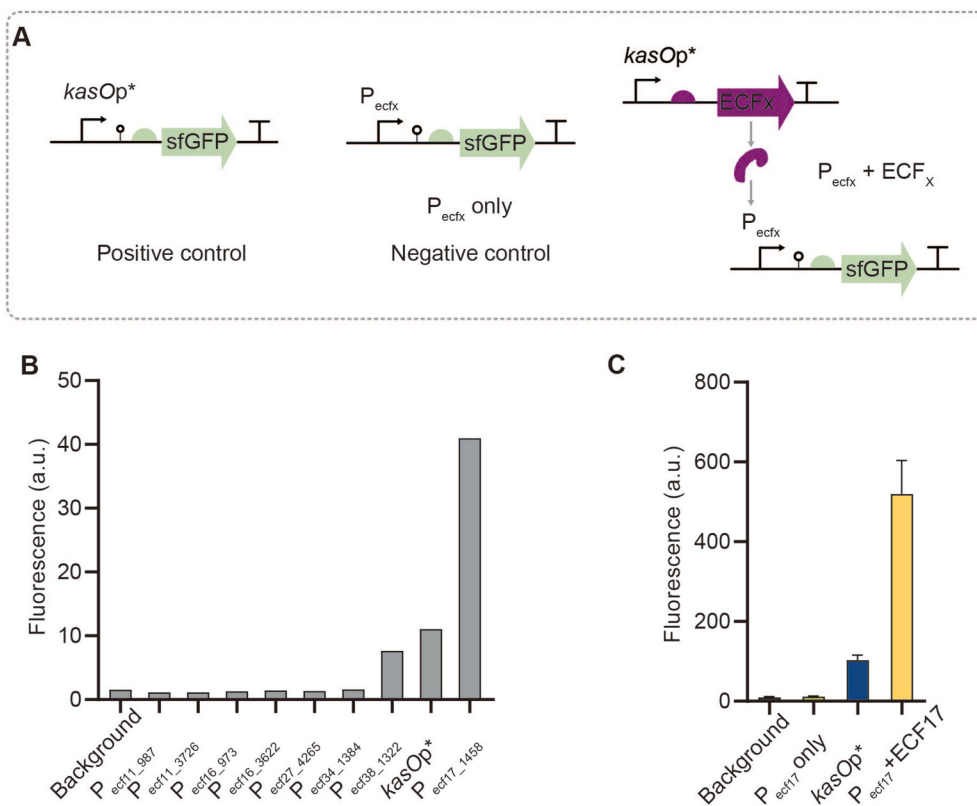 A
kasOp*
sfGFP
Positive control
Pecfx
sfGFP
Pecfx only
Negative control
kasOp*
ECFx
Pecfx + ECFX
Pecfx
sfGFP
B
Fluorescence (a.u.)
50
40
30
20
10
0
Background
Pecf11_987
Pecf11_3726
Pecf16_973
Pecf16_3622
Pecf27_4265
Pecf34_1384
Pecf38_1322
kasOp*
Pecf17_1458
C
Fluorescence (a.u.)
800
600
400
200
0
Background
Pecf17 only
kasOp*
Pecf17 +ECF17